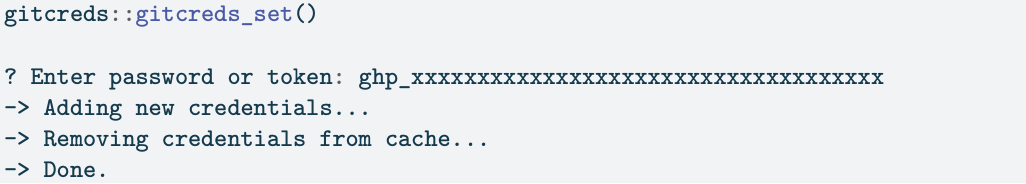 gitcreds::gitcreds_set()
? Enter password or token: ghp_xxxxxxxxxxxxxxxxxxxxxxxxxxxxxxxxxxxx
-> Adding new credentials...
-> Removing credentials from cache...
-> Done.